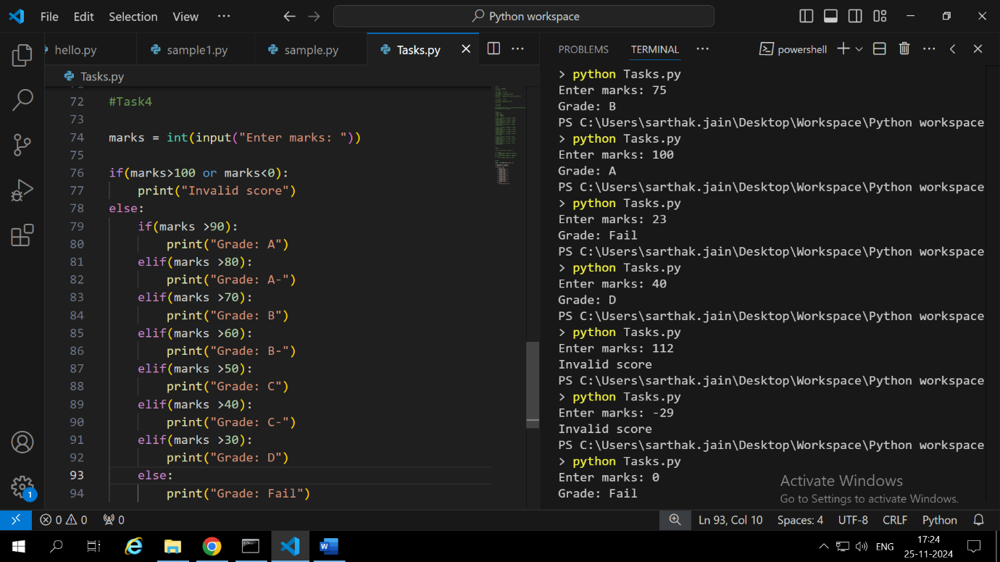 File Edit Selection View ··· Python workspace
hello.py sample1.py sample.py Tasks.py
Tasks.py
72 #Task4
73
74 marks = int(input("Enter marks: "))
75
76 if(marks>100 or marks<0):
77 print("Invalid score")
78 else:
79 if(marks >90):
80 print("Grade: A")
81 elif(marks >80):
82 print("Grade: A-")
83 elif(marks >70):
84 print("Grade: B")
85 elif(marks >60):
86 print("Grade: B-")
87 elif(marks >50):
88 print("Grade: C")
89 elif(marks >40):
90 print("Grade: C-")
91 elif(marks >30):
92 print("Grade: D")
93 else:
94 print("Grade: Fail")
PROBLEMS TERMINAL ··· powershell
> python Tasks.py
Enter marks: 75
Grade: B
PS C:\Users\sarthak.jain\Desktop\Workspace\Python workspace
> python Tasks.py
Enter marks: 100
Grade: A
PS C:\Users\sarthak.jain\Desktop\Workspace\Python workspace
> python Tasks.py
Enter marks: 23
Grade: Fail
PS C:\Users\sarthak.jain\Desktop\Workspace\Python workspace
> python Tasks.py
Enter marks: 40
Grade: D
PS C:\Users\sarthak.jain\Desktop\Workspace\Python workspace
> python Tasks.py
Enter marks: 112
Invalid score
PS C:\Users\sarthak.jain\Desktop\Workspace\Python workspace
> python Tasks.py
Enter marks: -29
Invalid score
PS C:\Users\sarthak.jain\Desktop\Workspace\Python workspace
> python Tasks.py
Enter marks: 0
Grade: Fail
Activate Windows
Go to Settings to activate Windows.
1
0 0 0 Ln 93, Col 10 Spaces: 4 UTF-8 CRLF Python
ENG 17:24
25-11-2024